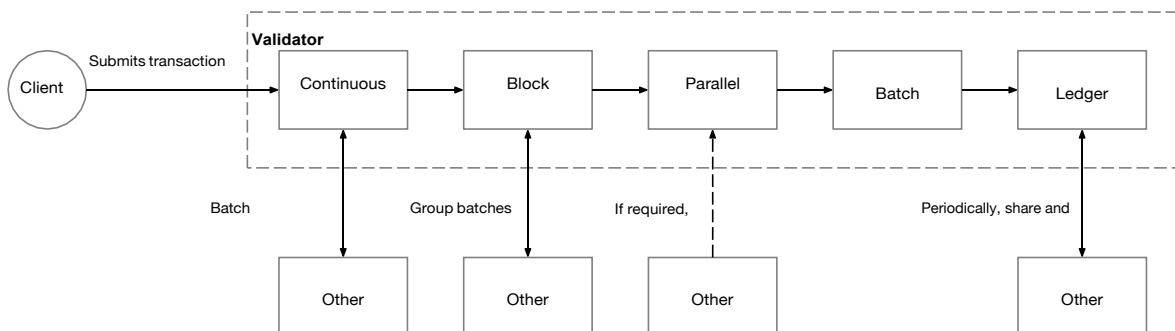 Validator
Submits transaction
Client
Continuous
Block
Parallel
Batch
Ledger
Batch
Group batches
If required,
Periodically, share and
Other
Other
Other
Other